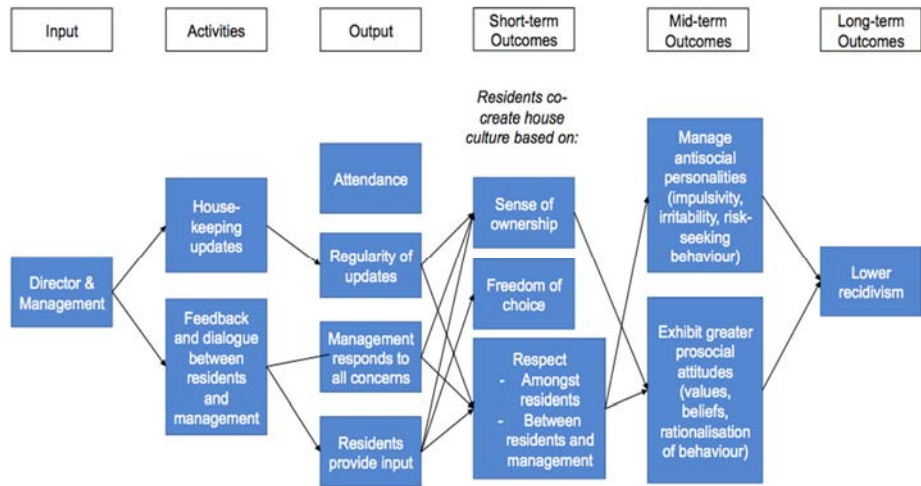 Input
Activities
Output
Short-term
Outcomes
Mid-term
Outcomes
Long-term
Outcomes
Residents co-
create house
culture based on:
Director &
Management
House-
keeping
updates
Feedback
and dialogue
between
residents
and
management
Attendance
Regularity of
updates
Management
responds to
all concerns
Residents
provide input
Sense of
ownership
Freedom of
choice
Respect
- Amongst
residents
- Between
residents and
management
Manage
antisocial
personalities
(impulsivity,
irritability, risk-
seeking
behaviour)
Exhibit greater
prosocial
attitudes
(values,
beliefs,
rationalisation
of behaviour)
Lower
recidivism